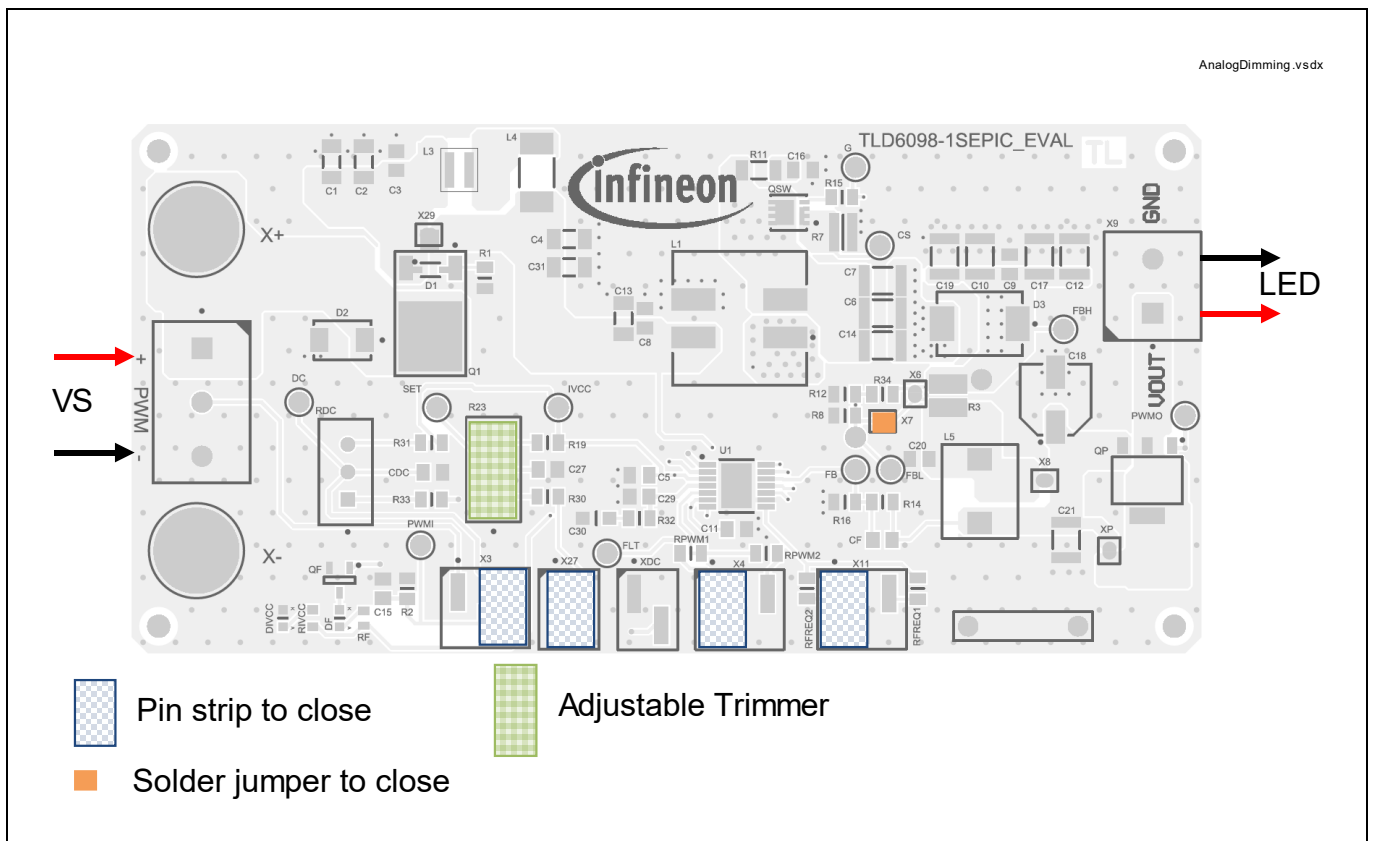 AnalogDimming.vsdx
TLD6098-1SEPIC_EVAL
TL
infineon
L3
L4
C1
C2
C3
X+
X29
D1
R1
Q1
D2
C4
C31
C13
C8
L1
R11
C16
G
QSW
R15
R7
CS
C7
C6
C14
C19
C10
C9
C17
C12
D3
FBH
X9
GND
LED
VOUT
VS
+
PWM
-
DC
RDC
SET
IVCC
R23
R31
CDC
R33
R19
C27
R30
R12
R34
X6
R8
X7
R3
C18
PWMO
QP
U1
C5
C29
C30
R32
C11
FB
FBL
C20
L5
X8
R16
R14
CF
C21
XP
X-
PWMI
FLT
RPWM1
RPWM2
X3
X27
XDC
X4
X11
QF
DIVCC
RIVCC
DF
RF
C15
R2
RFREQ2
RFREQ1
Pin strip to close
Adjustable Trimmer
Solder jumper to close